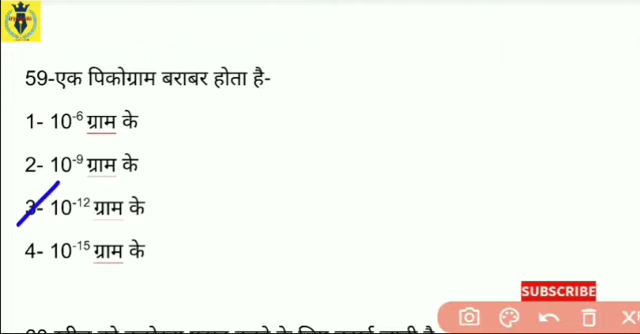 59-एक पिकोग्राम बराबर होता है-
1- 10⁻⁶ ग्राम के
2- 10⁻⁹ ग्राम के
3- 10⁻¹² ग्राम के
4- 10⁻¹⁵ ग्राम के
SUBSCRIBE